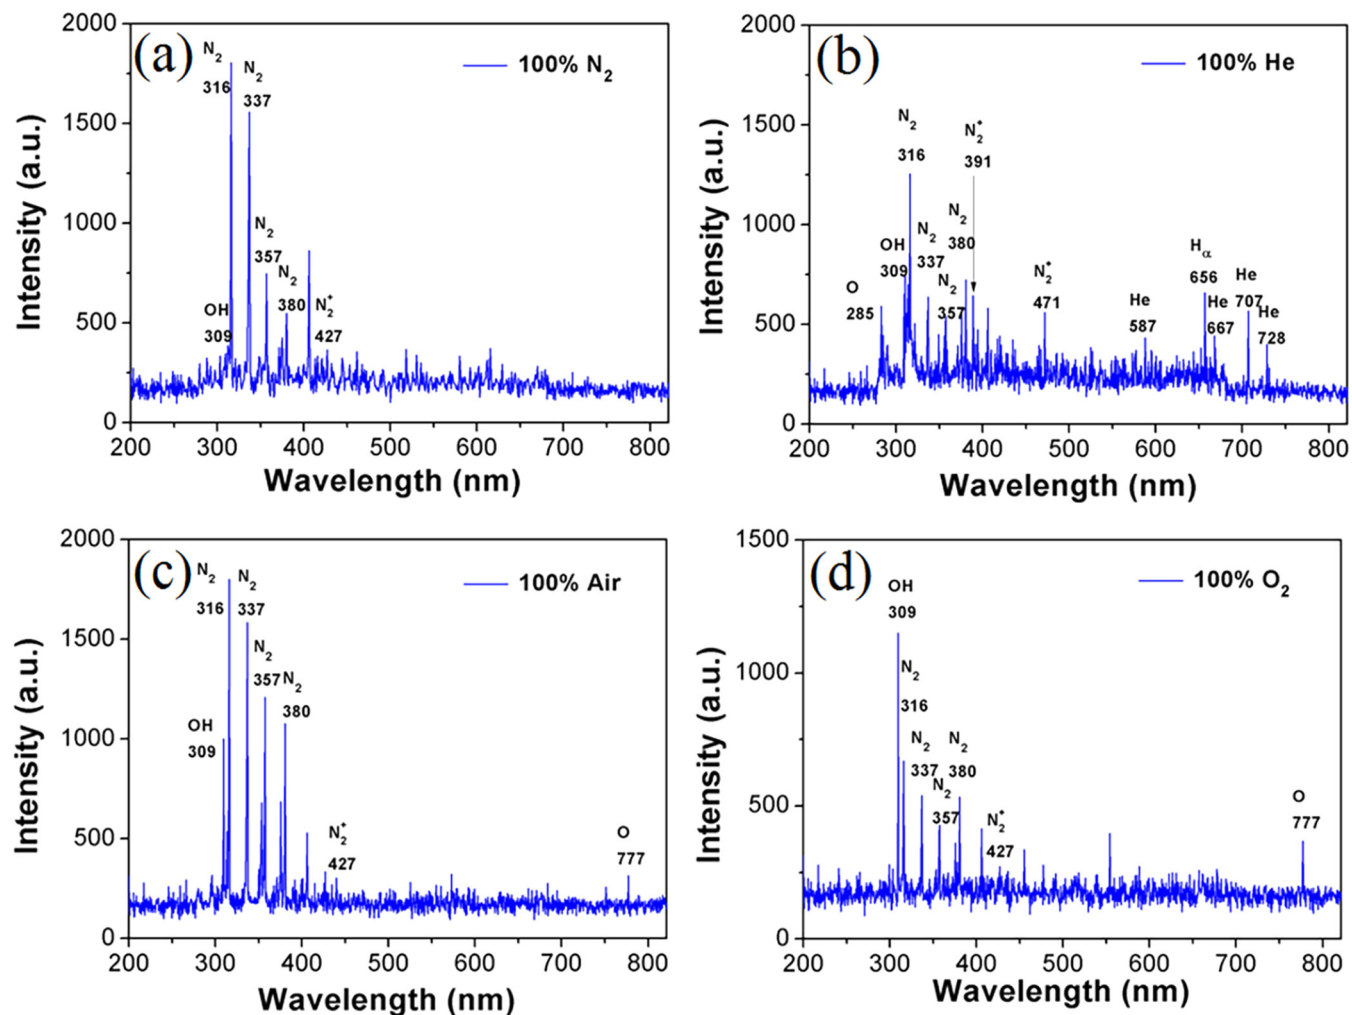 (a)
100% N2
2000
1500
1000
500
0
Intensity (a.u.)
N2
316
N2
337
N2
357
N2
380
OH
309
N2+
427
200 300 400 500 600 700 800
Wavelength (nm)
(b)
100% He
2000
1500
1000
500
0
Intensity (a.u.)
N2
316
N2+
391
N2
380
OH
309
N2
337
O
285
N2
357
N2+
471
He
587
Hα
656
He
667
He
707
He
728
200 300 400 500 600 700 800
Wavelength (nm)
(c)
100% Air
2000
1500
1000
500
0
Intensity (a.u.)
N2
316
N2
337
N2
357
N2
380
OH
309
N2+
427
O
777
200 300 400 500 600 700 800
Wavelength (nm)
(d)
100% O2
1500
1000
500
0
Intensity (a.u.)
OH
309
N2
316
N2
337
N2
380
N2
357
N2+
427
O
777
200 300 400 500 600 700 800
Wavelength (nm)